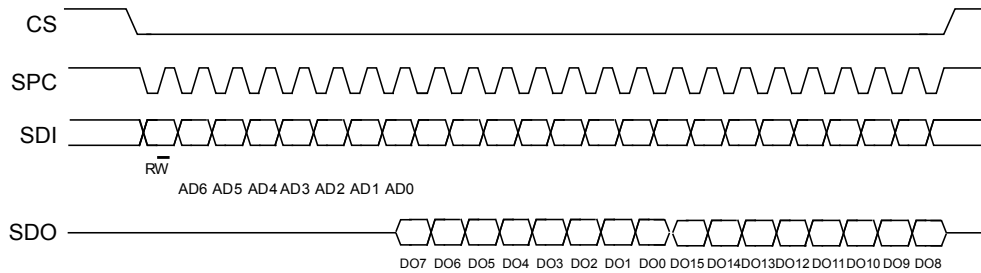 CS
SPC
SDI
RW
AD6 AD5 AD4 AD3 AD2 AD1 AD0
SDO
DO7 DO6 DO5 DO4 DO3 DO2 DO1 DO0 DO15 DO14 DO13 DO12 DO11 DO10 DO9 DO8